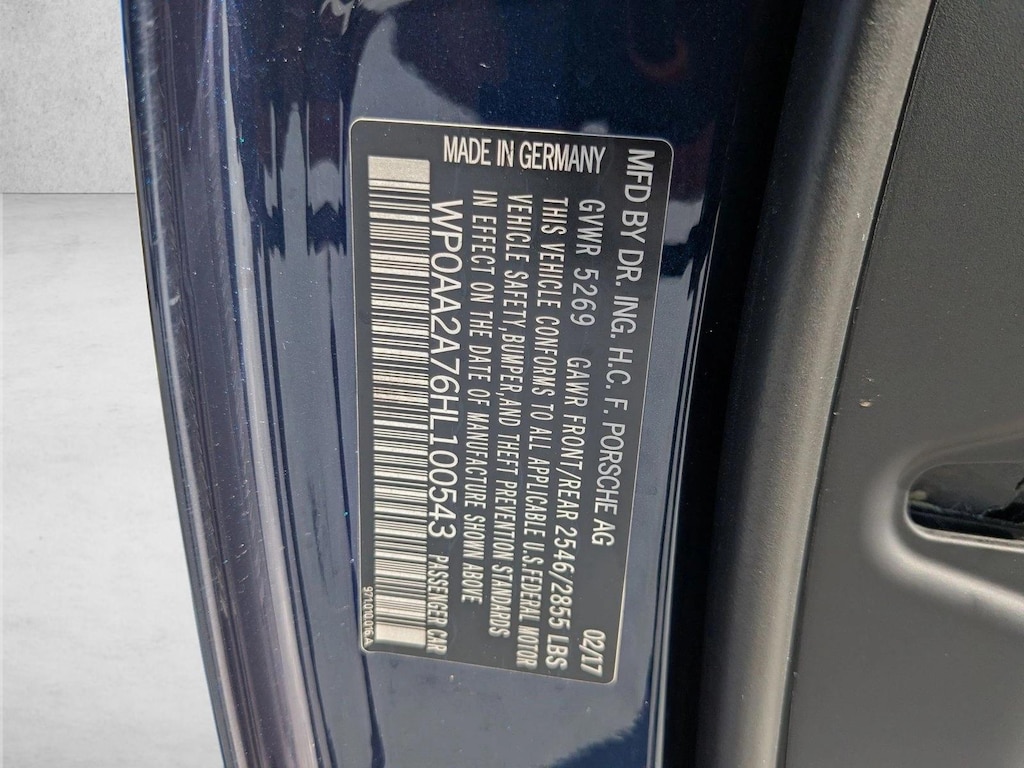 MFD BY DR. ING. H.C. F. PORSCHE AG 02/17
GVWR 5269 GAWR FRONT/REAR 2546/2855 LBS
THIS VEHICLE CONFORMS TO ALL APPLICABLE U.S.FEDERAL MOTOR
VEHICLE SAFETY,BUMPER,AND THEFT PREVENTION STANDARDS
IN EFFECT ON THE DATE OF MANUFACTURE SHOWN ABOVE
WP0AA2A76HL100543 PASSENGER CAR
MADE IN GERMANY